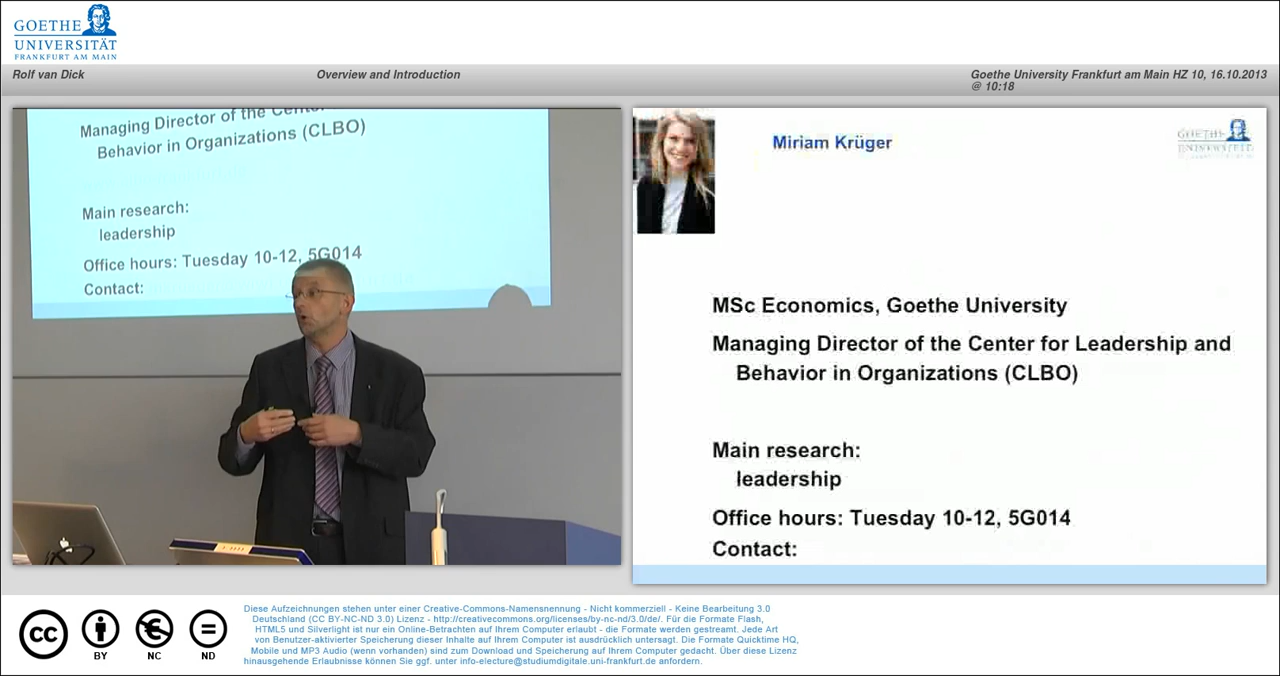 GOETHE
UNIVERSITÄT
FRANKFURT AM MAIN
Rolf van Dick
Overview and Introduction
Goethe University Frankfurt am Main HZ 10, 16.10.2013
@ 10:18
Managing Director of the Center
Behavior in Organizations (CLBO)
Main research:
leadership
Office hours: Tuesday 10-12, 5G014
Contact:
Miriam Krüger
GOETHE
UNIVERSITÄT
MSc Economics, Goethe University
Managing Director of the Center for Leadership and
Behavior in Organizations (CLBO)
Main research:
leadership
Office hours: Tuesday 10-12, 5G014
Contact:
cc
BY
NC
ND
Diese Aufzeichnungen stehen unter einer Creative-Commons-Namensnennung - Nicht kommerziell - Keine Bearbeitung 3.0
Deutschland (CC BY-NC-ND 3.0) Lizenz - http://creativecommons.org/licenses/by-nc-nd/3.0/de/. Für die Formate Flash,
HTML5 und Silverlight ist nur ein Online-Betrachten auf Ihrem Computer erlaubt - die Formate werden gestreamt. Jede Art
von Benutzer-aktivierter Speicherung dieser Inhalte auf Ihrem Computer ist ausdrücklich untersagt. Die Formate Quicktime HQ,
Mobile und MP3 Audio (wenn vorhanden) sind zum Download und Speicherung auf Ihrem Computer gedacht. Über diese Lizenz
hinausgehende Erlaubnisse können Sie ggf. unter info-electure@studiumdigitale.uni-frankfurt.de anfordern.